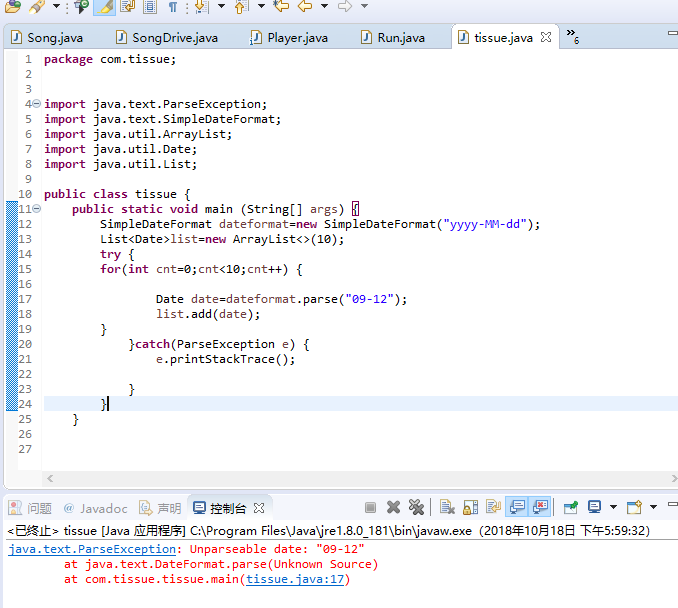 Song.java SongDrive.java Player.java Run.java tissue.java »6
1 package com.tissue;
2
3
4 import java.text.ParseException;
5 import java.text.SimpleDateFormat;
6 import java.util.ArrayList;
7 import java.util.Date;
8 import java.util.List;
9
10 public class tissue {
11 public static void main (String[] args) {
12 SimpleDateFormat dateformat=new SimpleDateFormat("yyyy-MM-dd");
13 List<Date>list=new ArrayList<>(10);
14 try {
15 for(int cnt=0;cnt<10;cnt++) {
16
17 Date date=dateformat.parse("09-12");
18 list.add(date);
19 }
20 }catch(ParseException e) {
21 e.printStackTrace();
22
23 }
24 }
25 }
26
27
问题 @ Javadoc 声明 控制台
<已终止> tissue [Java 应用程序] C:\Program Files\Java\jre1.8.0_181\bin\javaw.exe（2018年10月18日 下午5:59:32）
java.text.ParseException: Unparseable date: "09-12"
at java.text.DateFormat.parse(Unknown Source)
at com.tissue.tissue.main(tissue.java:17)